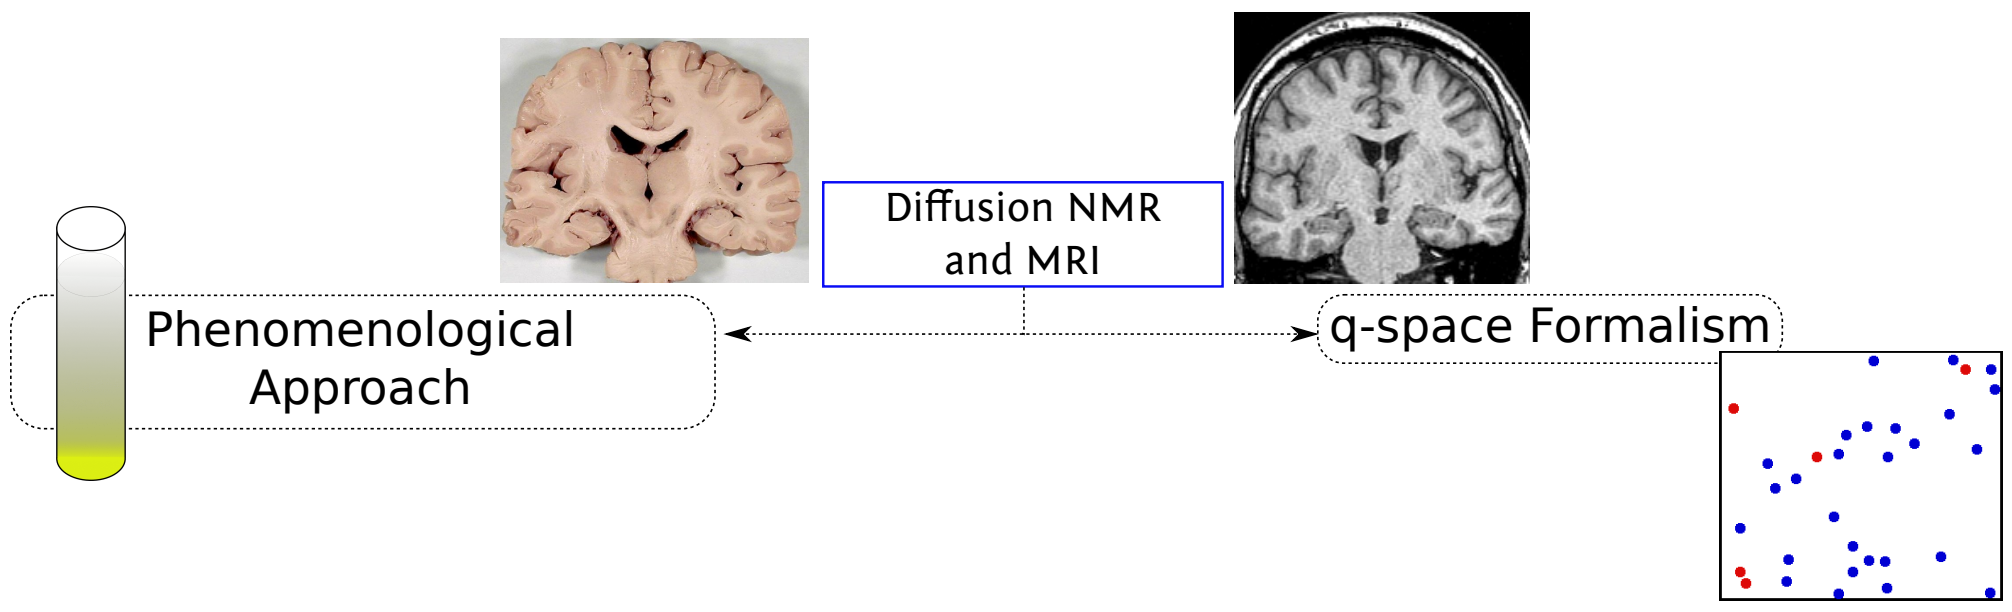 Diffusion NMR
and MRI
Phenomenological
Approach
q-space Formalism